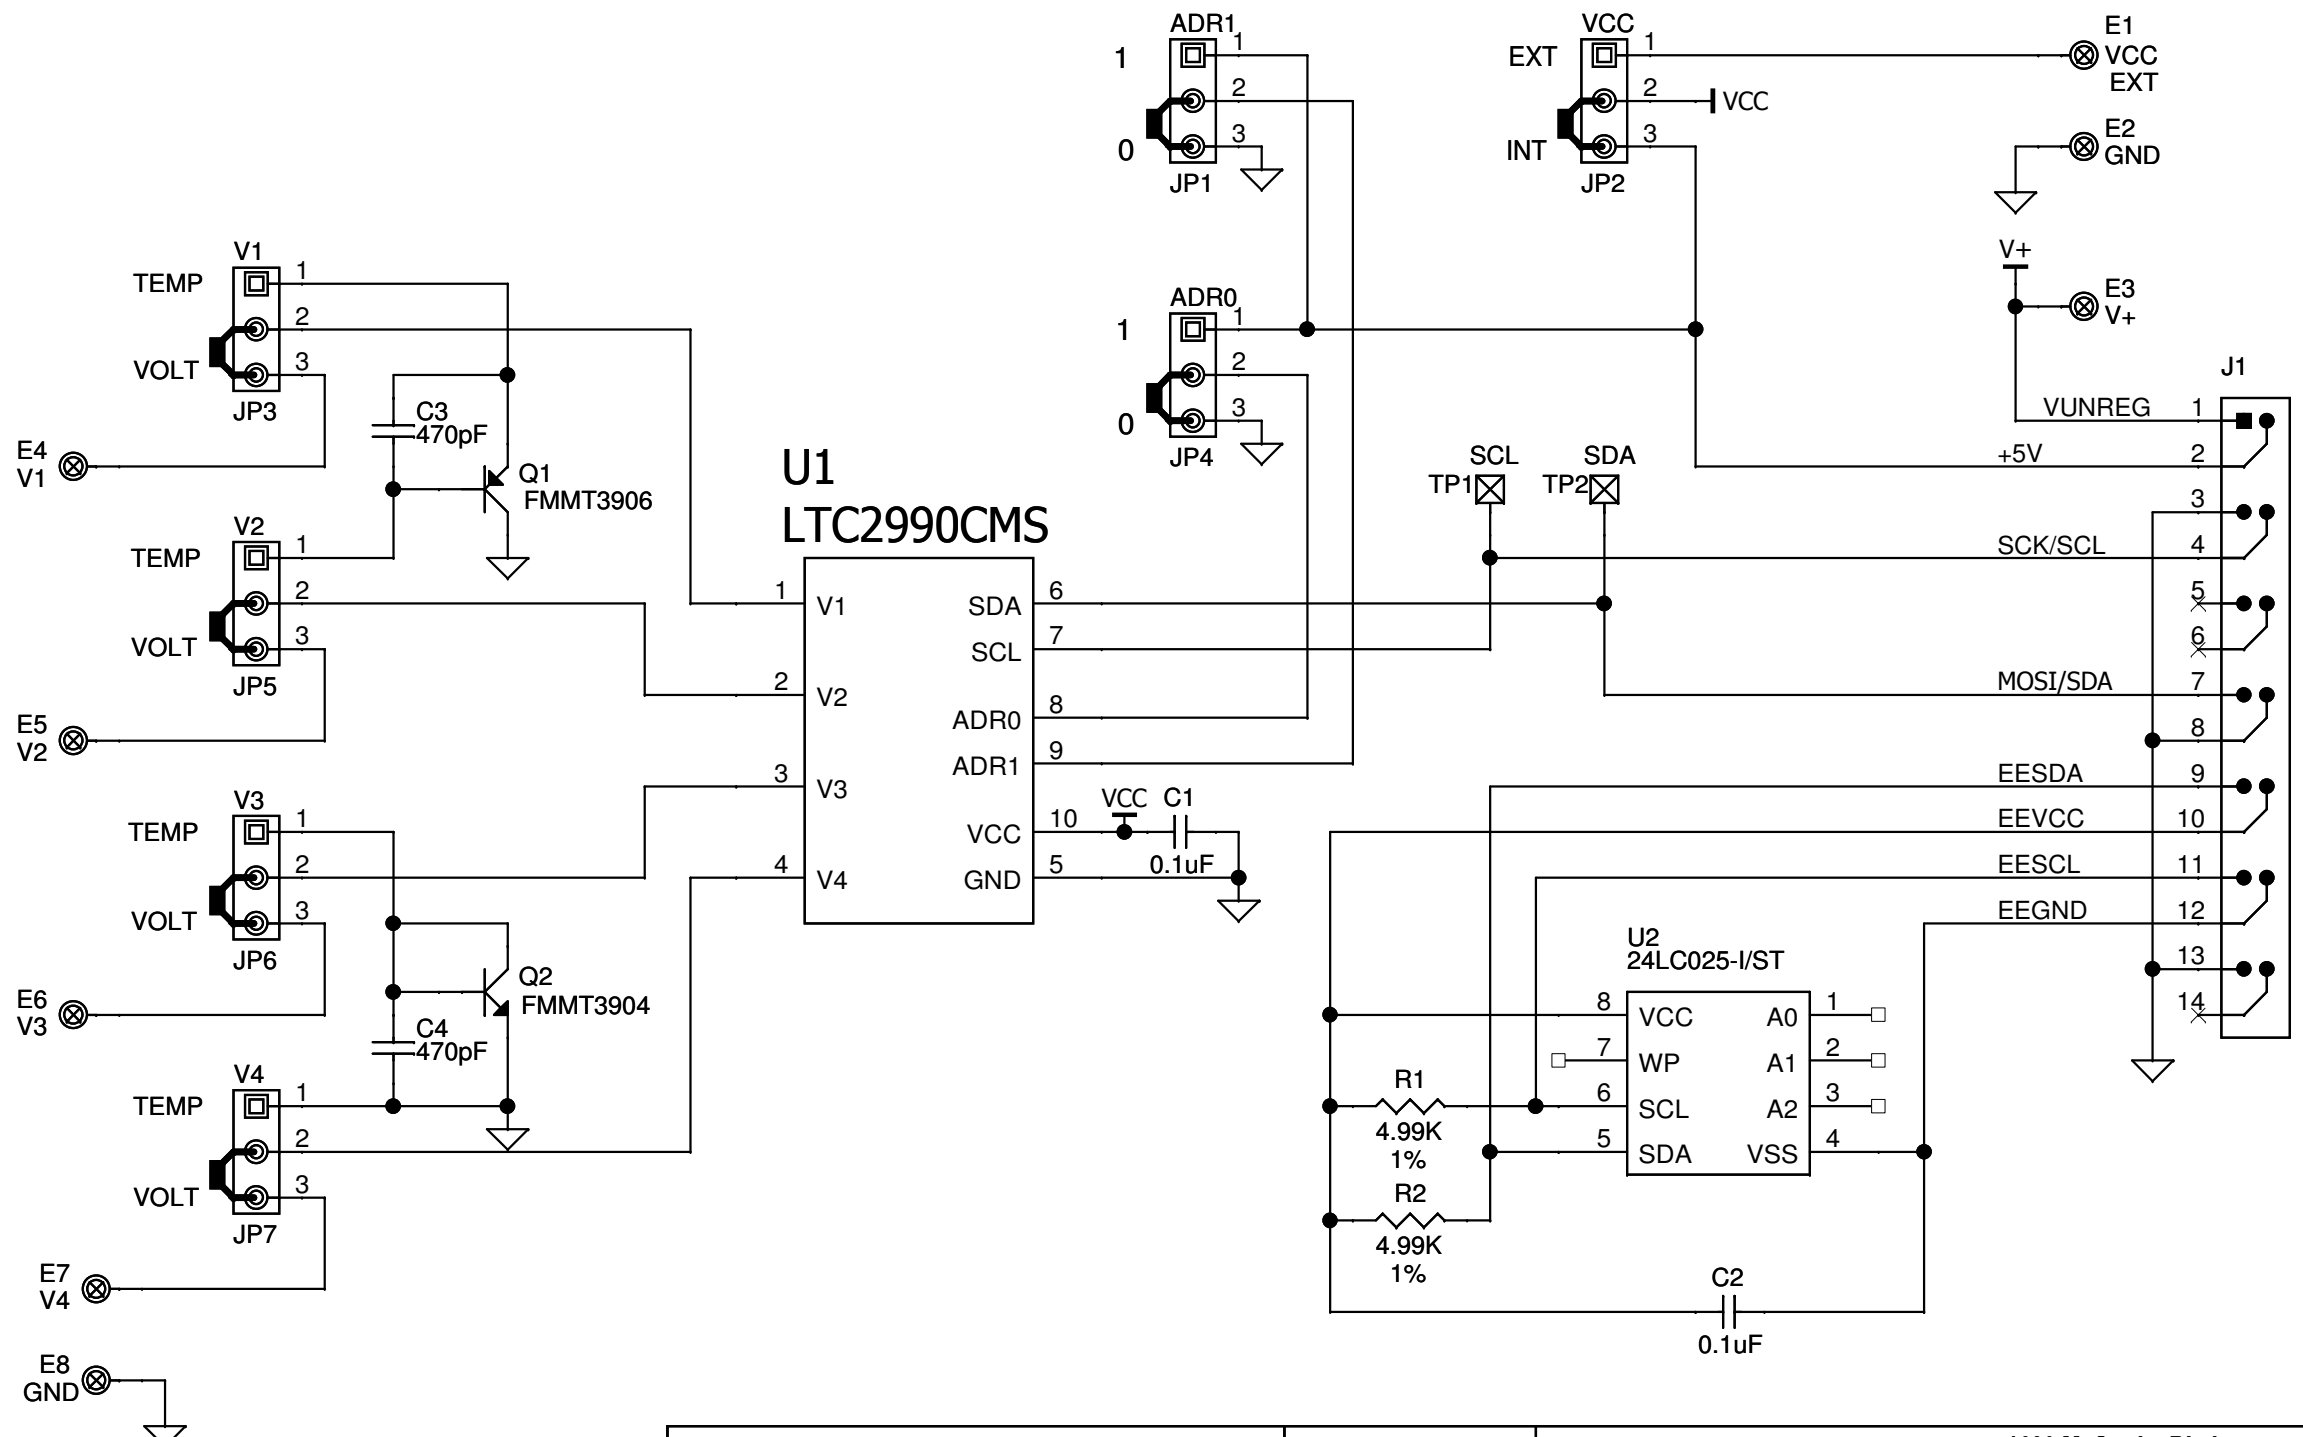 ADR1
1
1
2
3
0
JP1
VCC
EXT
1
2
VCC
3
INT
JP2
E1
VCC
EXT
E2
GND
V+
E3
V+
V1
TEMP
1
2
VOLT
3
JP3
E4
V1
C3
470pF
Q1
FMMT3906
V2
TEMP
1
2
VOLT
3
JP5
E5
V2
V3
TEMP
1
2
VOLT
3
JP6
E6
V3
Q2
FMMT3904
C4
470pF
V4
TEMP
1
2
VOLT
3
JP7
E7
V4
E8
GND
ADR0
1
1
2
3
0
JP4
U1
LTC2990CMS
1 V1
2 V2
3 V3
4 V4
SDA 6
SCL 7
ADR0 8
ADR1 9
VCC 10
GND 5
VCC
C1
0.1uF
SCL
TP1
SDA
TP2
J1
VUNREG 1
+5V 2
3
SCK/SCL 4
5
6
MOSI/SDA 7
8
EESDA 9
EEVCC 10
EESCL 11
EEGND 12
13
14
U2
24LC025-I/ST
8 VCC A0 1
7 WP A1 2
6 SCL A2 3
5 SDA VSS 4
R1
4.99K
1%
R2
4.99K
1%
C2
0.1uF